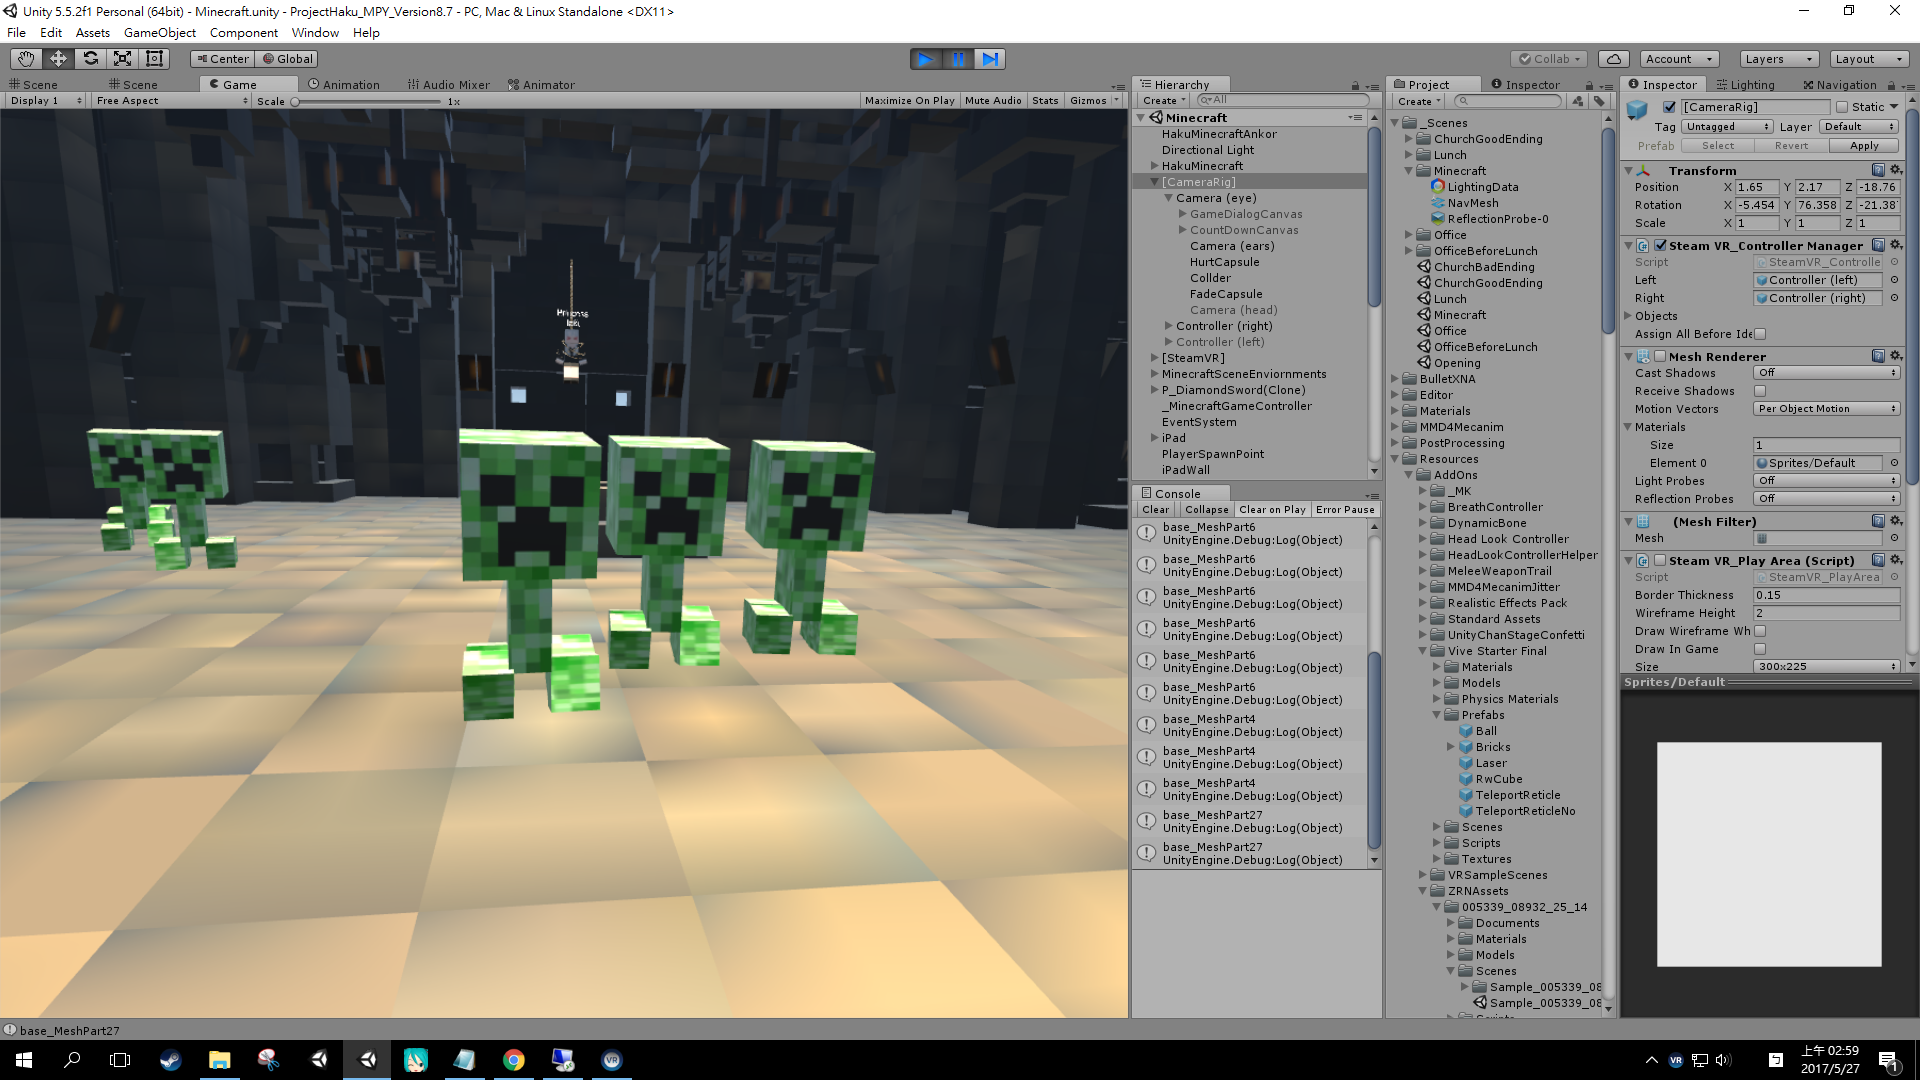 Unity 5.5.2f1 Personal (64bit) - Minecraft.unity - ProjectHaku_MPY_Version8.7 - PC, Mac & Linux Standalone <DX11>
File Edit Assets GameObject Component Window Help
Center Global Collab Account Layers Layout
Scene Scene Game Animation Audio Mixer Animator
Display 1 Free Aspect Scale 1x Maximize On Play Mute Audio Stats Gizmos
Hierarchy
Create All
Minecraft
HakuMinecraftAnkor
Directional Light
HakuMinecraft
[CameraRig]
Camera (eye)
GameDialogCanvas
CountDownCanvas
Camera (ears)
HurtCapsule
Collder
FadeCapsule
Camera (head)
Controller (right)
Controller (left)
[SteamVR]
MinecraftSceneEnviornments
P_DiamondSword(Clone)
_MinecraftGameController
EventSystem
iPad
PlayerSpawnPoint
iPadWall
Console
Clear Collapse Clear on Play Error Pause
base_MeshPart6
UnityEngine.Debug:Log(Object)
base_MeshPart6
UnityEngine.Debug:Log(Object)
base_MeshPart6
UnityEngine.Debug:Log(Object)
base_MeshPart6
UnityEngine.Debug:Log(Object)
base_MeshPart6
UnityEngine.Debug:Log(Object)
base_MeshPart6
UnityEngine.Debug:Log(Object)
base_MeshPart4
UnityEngine.Debug:Log(Object)
base_MeshPart4
UnityEngine.Debug:Log(Object)
base_MeshPart4
UnityEngine.Debug:Log(Object)
base_MeshPart27
UnityEngine.Debug:Log(Object)
base_MeshPart27
UnityEngine.Debug:Log(Object)
Project Inspector
Create
_Scenes
ChurchGoodEnding
Lunch
Minecraft
LightingData
NavMesh
ReflectionProbe-0
Office
OfficeBeforeLunch
ChurchBadEnding
ChurchGoodEnding
Lunch
Minecraft
Office
OfficeBeforeLunch
Opening
BulletXNA
Editor
Materials
MMD4Mecanim
PostProcessing
Resources
AddOns
_MK
BreathController
DynamicBone
Head Look Controller
HeadLookControllerHelper
MeleeWeaponTrail
MMD4MecanimJitter
Realistic Effects Pack
Standard Assets
UnityChanStageConfetti
Vive Starter Final
Materials
Models
Physics Materials
Prefabs
Ball
Bricks
Laser
RwCube
TeleportReticle
TeleportReticleNo
Scenes
Scripts
Textures
VRSampleScenes
ZRNAssets
005339_08932_25_14
Documents
Materials
Models
Scenes
Sample_005339_08
Sample_005339_08
Inspector Lighting Navigation
[CameraRig] Static
Tag Untagged Layer Default
Prefab Select Revert Apply
Transform
Position X 1.65 Y 2.17 Z -18.76
Rotation X -5.454 Y 76.358 Z -21.38
Scale X 1 Y 1 Z 1
Steam VR_Controller Manager
Script SteamVR_Controlle
Left Controller (left)
Right Controller (right)
Objects
Assign All Before Ide
Mesh Renderer
Cast Shadows Off
Receive Shadows
Motion Vectors Per Object Motion
Materials
Size 1
Element 0 Sprites/Default
Light Probes Off
Reflection Probes Off
(Mesh Filter)
Mesh
Steam VR_Play Area (Script)
Script SteamVR_PlayArea
Border Thickness 0.15
Wireframe Height 2
Draw Wireframe Wh
Draw In Game
Size 300x225
Sprites/Default
base_MeshPart27
VR
上午 02:59
2017/5/27
1